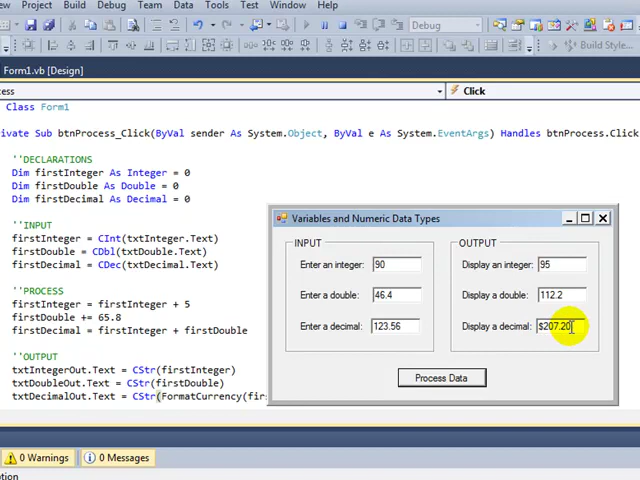 ew Project Build Debug Team Data Tools Test Window Help
Debug
Build Style...
Form1.vb [Design]
cess Click
Class Form1
rivate Sub btnProcess_Click(ByVal sender As System.Object, ByVal e As System.EventArgs) Handles btnProcess.Click
''DECLARATIONS
Dim firstInteger As Integer = 0
Dim firstDouble As Double = 0
Dim firstDecimal As Decimal = 0
''INPUT
firstInteger = CInt(txtInteger.Text)
firstDouble = CDbl(txtDouble.Text)
firstDecimal = CDec(txtDecimal.Text)
''PROCESS
firstInteger = firstInteger + 5
firstDouble += 65.8
firstDecimal = firstInteger + firstDouble
''OUTPUT
txtIntegerOut.Text = CStr(firstInteger)
txtDoubleOut.Text = CStr(firstDouble)
txtDecimalOut.Text = CStr(FormatCurrency(fir
Variables and Numeric Data Types
INPUT
Enter an integer: 90
Enter a double: 46.4
Enter a decimal: 123.56
OUTPUT
Display an integer: 95
Display a double: 112.2
Display a decimal: $207.20
Process Data
0 Warnings 0 Messages
ption